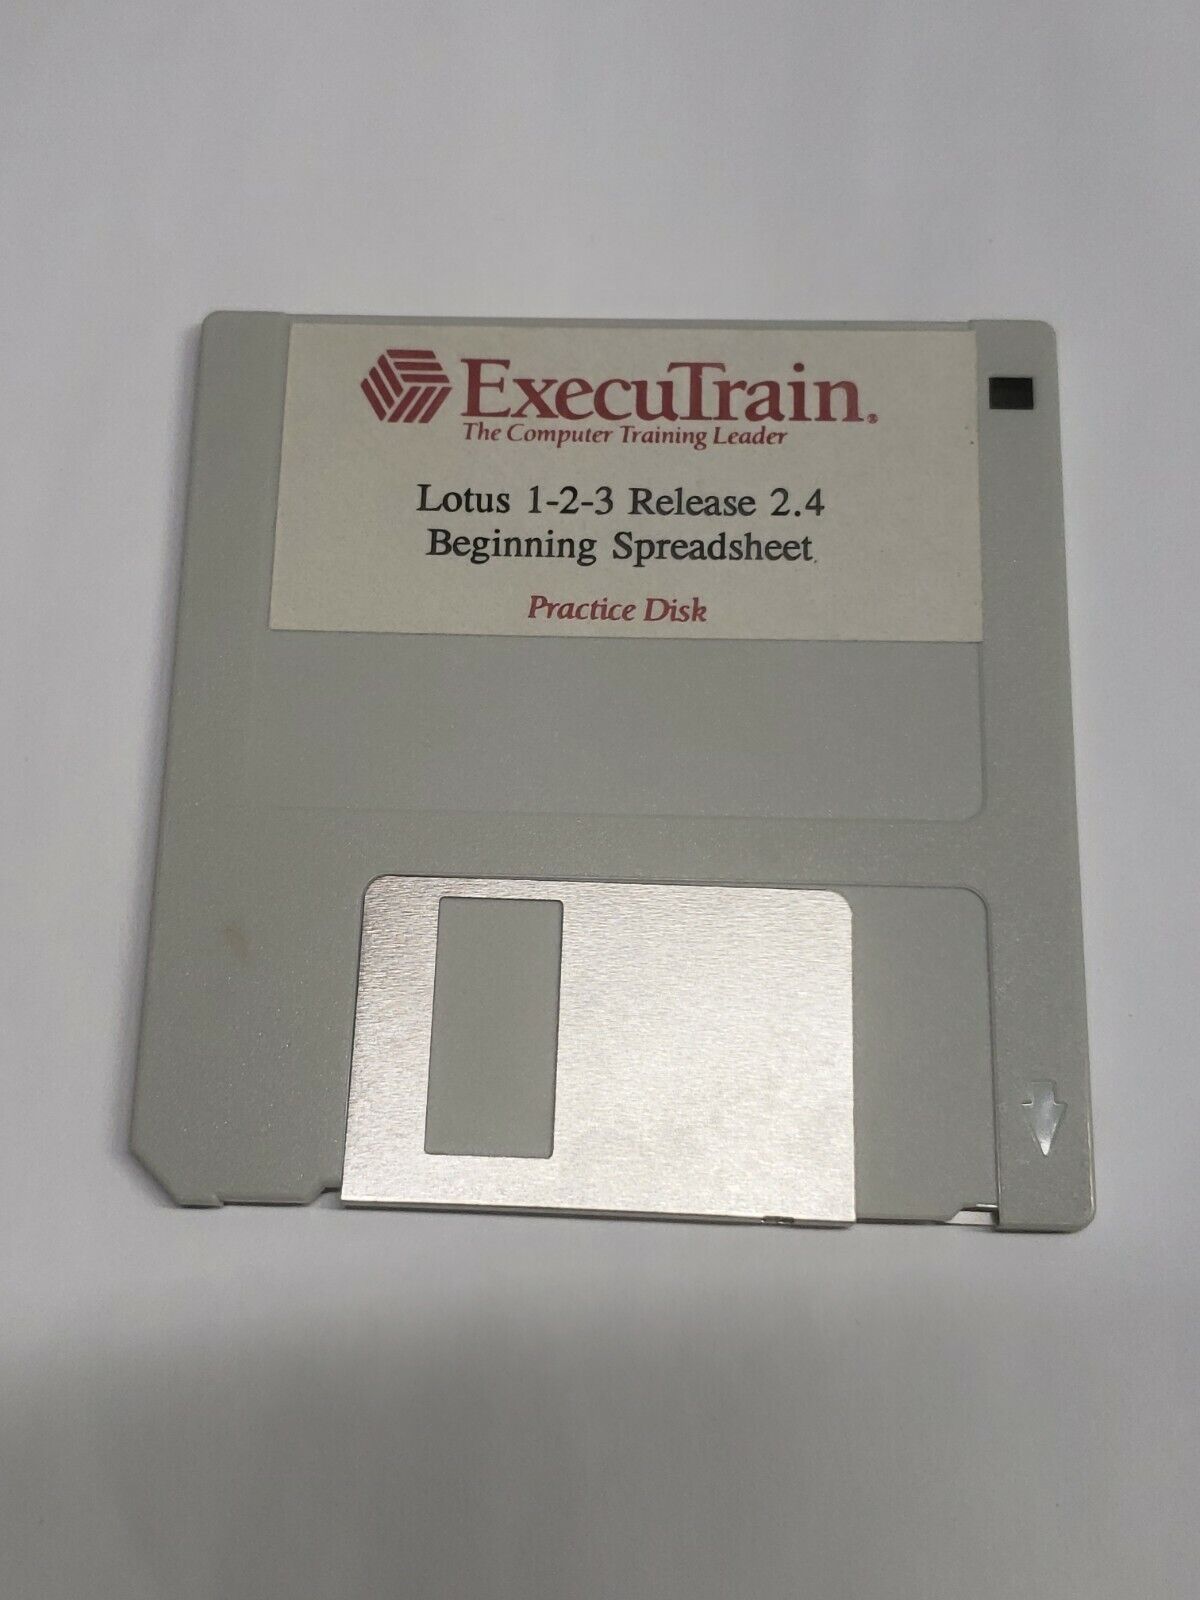 ExecuTrain.®
The Computer Training Leader
Lotus 1-2-3 Release 2.4
Beginning Spreadsheet
Practice Disk